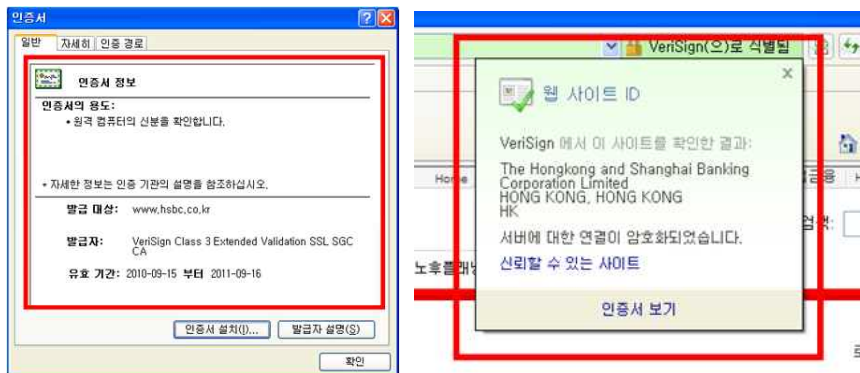 인증서
일반 자세히 인증 경로
인증서 정보
인증서의 용도:
• 원격 컴퓨터의 신분을 확인합니다.
* 자세한 정보는 인증 기관의 설명을 참조하십시오.
발급 대상: www.hsbc.co.kr
발급자: VeriSign Class 3 Extended Validation SSL SGC
CA
유효 기간: 2010-09-15 부터 2011-09-16
인증서 설치(I)... 발급자 설명(S)
확인
VeriSign(으)로 식별됨
웹 사이트 ID
VeriSign 에서 이 사이트를 확인한 결과:
The Hongkong and Shanghai Banking
Corporation Limited
HONG KONG, HONG KONG
HK
서버에 대한 연결이 암호화되었습니다.
신뢰할 수 있는 사이트
인증서 보기
Home